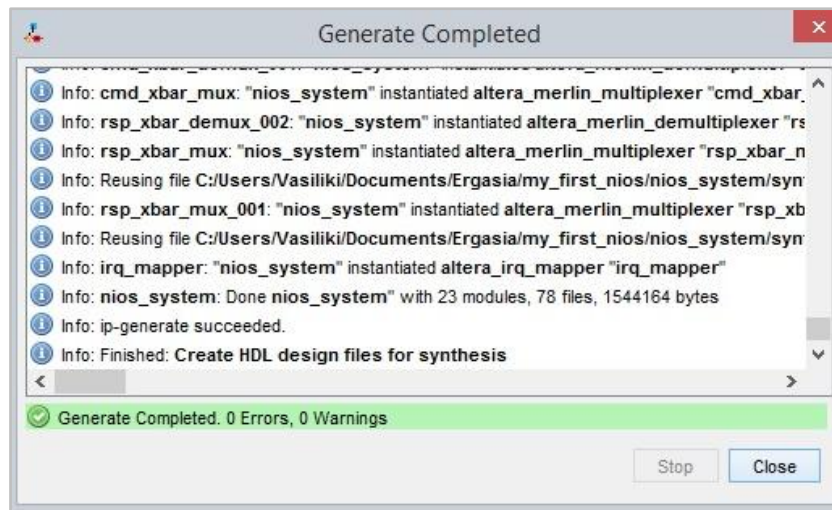 Generate Completed
Info: cmd_xbar_mux: "nios_system" instantiated altera_merlin_multiplexer "cmd_xbar_
Info: rsp_xbar_demux_002: "nios_system" instantiated altera_merlin_demultiplexer "rs
Info: rsp_xbar_mux: "nios_system" instantiated altera_merlin_multiplexer "rsp_xbar_m
Info: Reusing file C:/Users/Vasiliki/Documents/Ergasia/my_first_nios/nios_system/syn
Info: rsp_xbar_mux_001: "nios_system" instantiated altera_merlin_multiplexer "rsp_xb
Info: Reusing file C:/Users/Vasiliki/Documents/Ergasia/my_first_nios/nios_system/syn
Info: irq_mapper: "nios_system" instantiated altera_irq_mapper "irq_mapper"
Info: nios_system: Done nios_system" with 23 modules, 78 files, 1544164 bytes
Info: ip-generate succeeded.
Info: Finished: Create HDL design files for synthesis
Generate Completed. 0 Errors, 0 Warnings
Stop Close